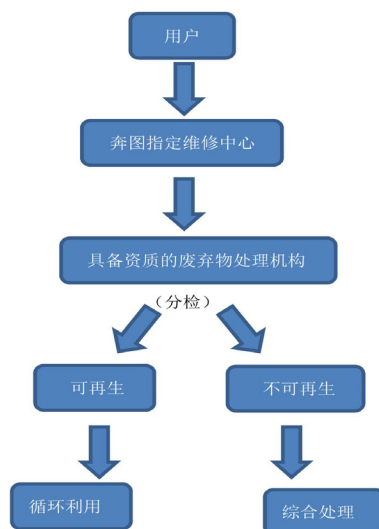 用户
奔图指定维修中心
具备资质的废弃物处理机构
（分检）
可再生
不可再生
循环利用
综合处理